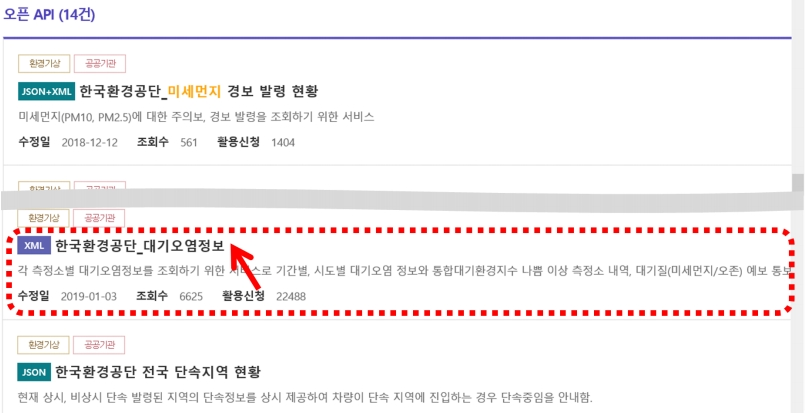 오픈 API (14건)
환경기상 공공기관
JSON+XML 한국환경공단_미세먼지 경보 발령 현황
미세먼지(PM10, PM2.5)에 대한 주의보, 경보 발령을 조회하기 위한 서비스
수정일 2018-12-12 조회수 561 활용신청 1404
환경기상 공공기관
환경기상 공공기관
XML 한국환경공단_대기오염정보
각 측정소별 대기오염정보를 조회하기 위한 서비스로 기간별, 시도별 대기오염 정보와 통합대기환경지수 나쁨 이상 측정소 내역, 대기질(미세먼지/오존) 예보 통보
수정일 2019-01-03 조회수 6625 활용신청 22488
환경기상 공공기관
JSON 한국환경공단 전국 단속지역 현황
현재 상시, 비상시 단속 발령된 지역의 단속정보를 상시 제공하여 차량이 단속 지역에 진입하는 경우 단속중임을 안내함.